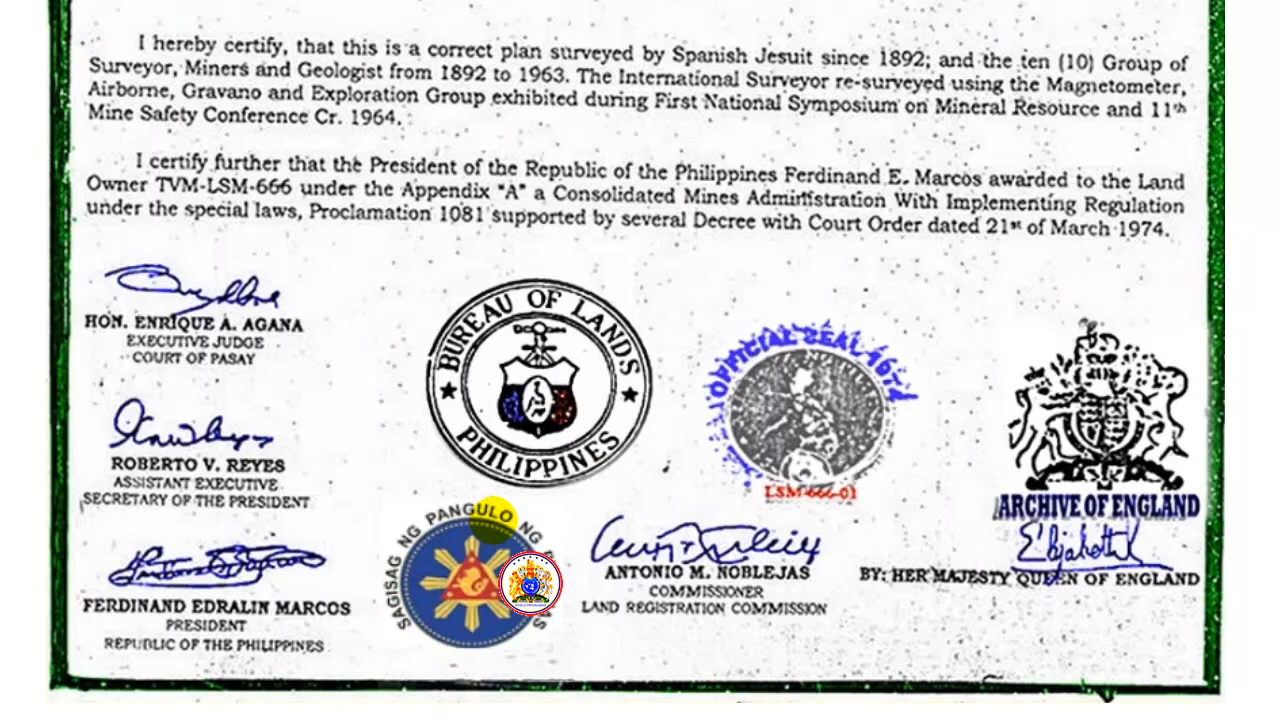 I hereby certify, that this is a correct plan surveyed by Spanish Jesuit since 1892; and the ten (10) Group of
Surveyor, Miners and Geologist from 1892 to 1963. The International Surveyor re-surveyed using the Magnetometer,
Airborne, Gravano and Exploration Group exhibited during First National Symposium on Mineral Resource and 11th
Mine Safety Conference Cr. 1964.
I certify further that the President of the Republic of the Philippines Ferdinand E. Marcos awarded to the Land
Owner TVM-LSM-666 under the Appendix "A" a Consolidated Mines Administration With Implementing Regulation
under the special laws, Proclamation 1081 supported by several Decree with Court Order dated 21st of March 1974.
HON. ENRIQUE A. AGANA
EXECUTIVE JUDGE
COURT OF PASAY
ROBERTO V. REYES
ASSISTANT EXECUTIVE
SECRETARY OF THE PRESIDENT
FERDINAND EDRALIN MARCOS
PRESIDENT
REPUBLIC OF THE PHILIPPINES
BUREAU OF LANDS
PHILIPPINES
SAGISAG NG PANGULO NG
OFFICIAL SEAL
LSM-666-01
ANTONIO M. NOBLEJAS
COMMISSIONER
LAND REGISTRATION COMMISSION
ARCHIVE OF ENGLAND
BY: HER MAJESTY QUEEN OF ENGLAND